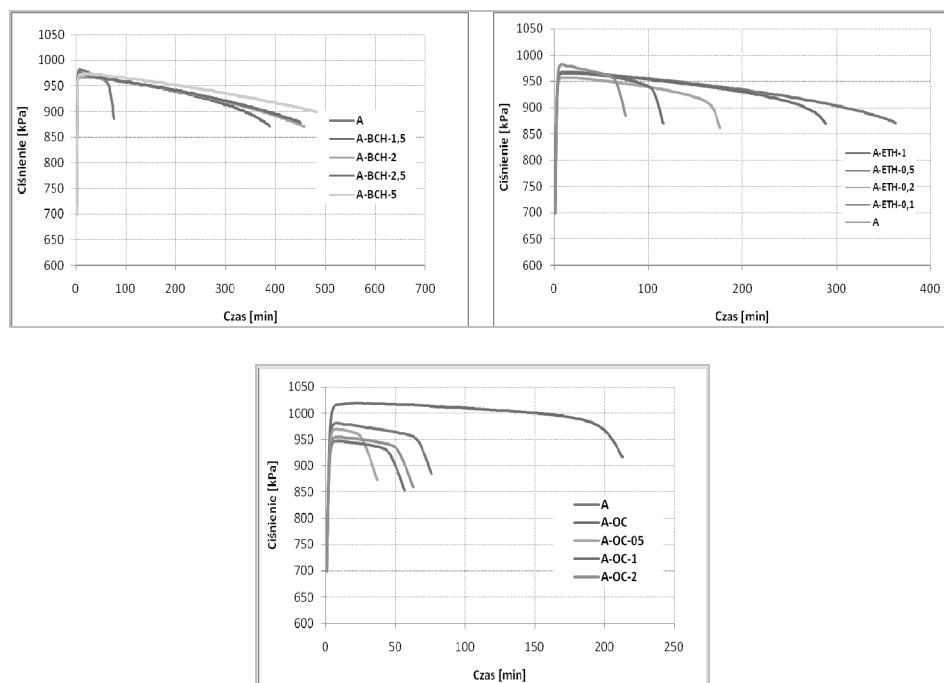 1050
1000
950
900
850
800
750
700
650
600
Ciśnienie [kPa]
0 100 200 300 400 500 600 700
Czas [min]
A
A-BCH-1,5
A-BCH-2
A-BCH-2,5
A-BCH-5
1050
1000
950
900
850
800
750
700
650
600
Ciśnienie [kPa]
0 100 200 300 400
Czas [min]
A-ETH-1
A-ETH-0,5
A-ETH-0,2
A-ETH-0,1
A
1050
1000
950
900
850
800
750
700
650
600
Ciśnienie [kPa]
0 50 100 150 200 250
Czas [min]
A
A-OC
A-OC-05
A-OC-1
A-OC-2